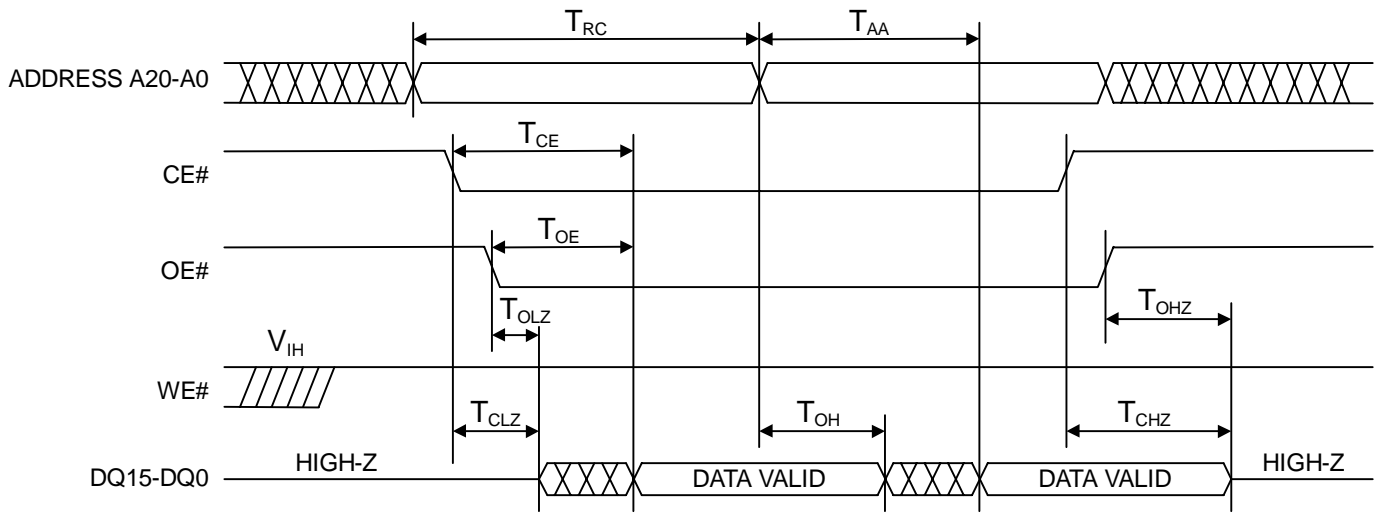 TRC TAA
ADDRESS A20-A0
TCE
CE#
TOE
OE#
TOLZ TOHZ
VIH
WE#
TCLZ TOH TCHZ
DQ15-DQ0 HIGH-Z DATA VALID DATA VALID HIGH-Z